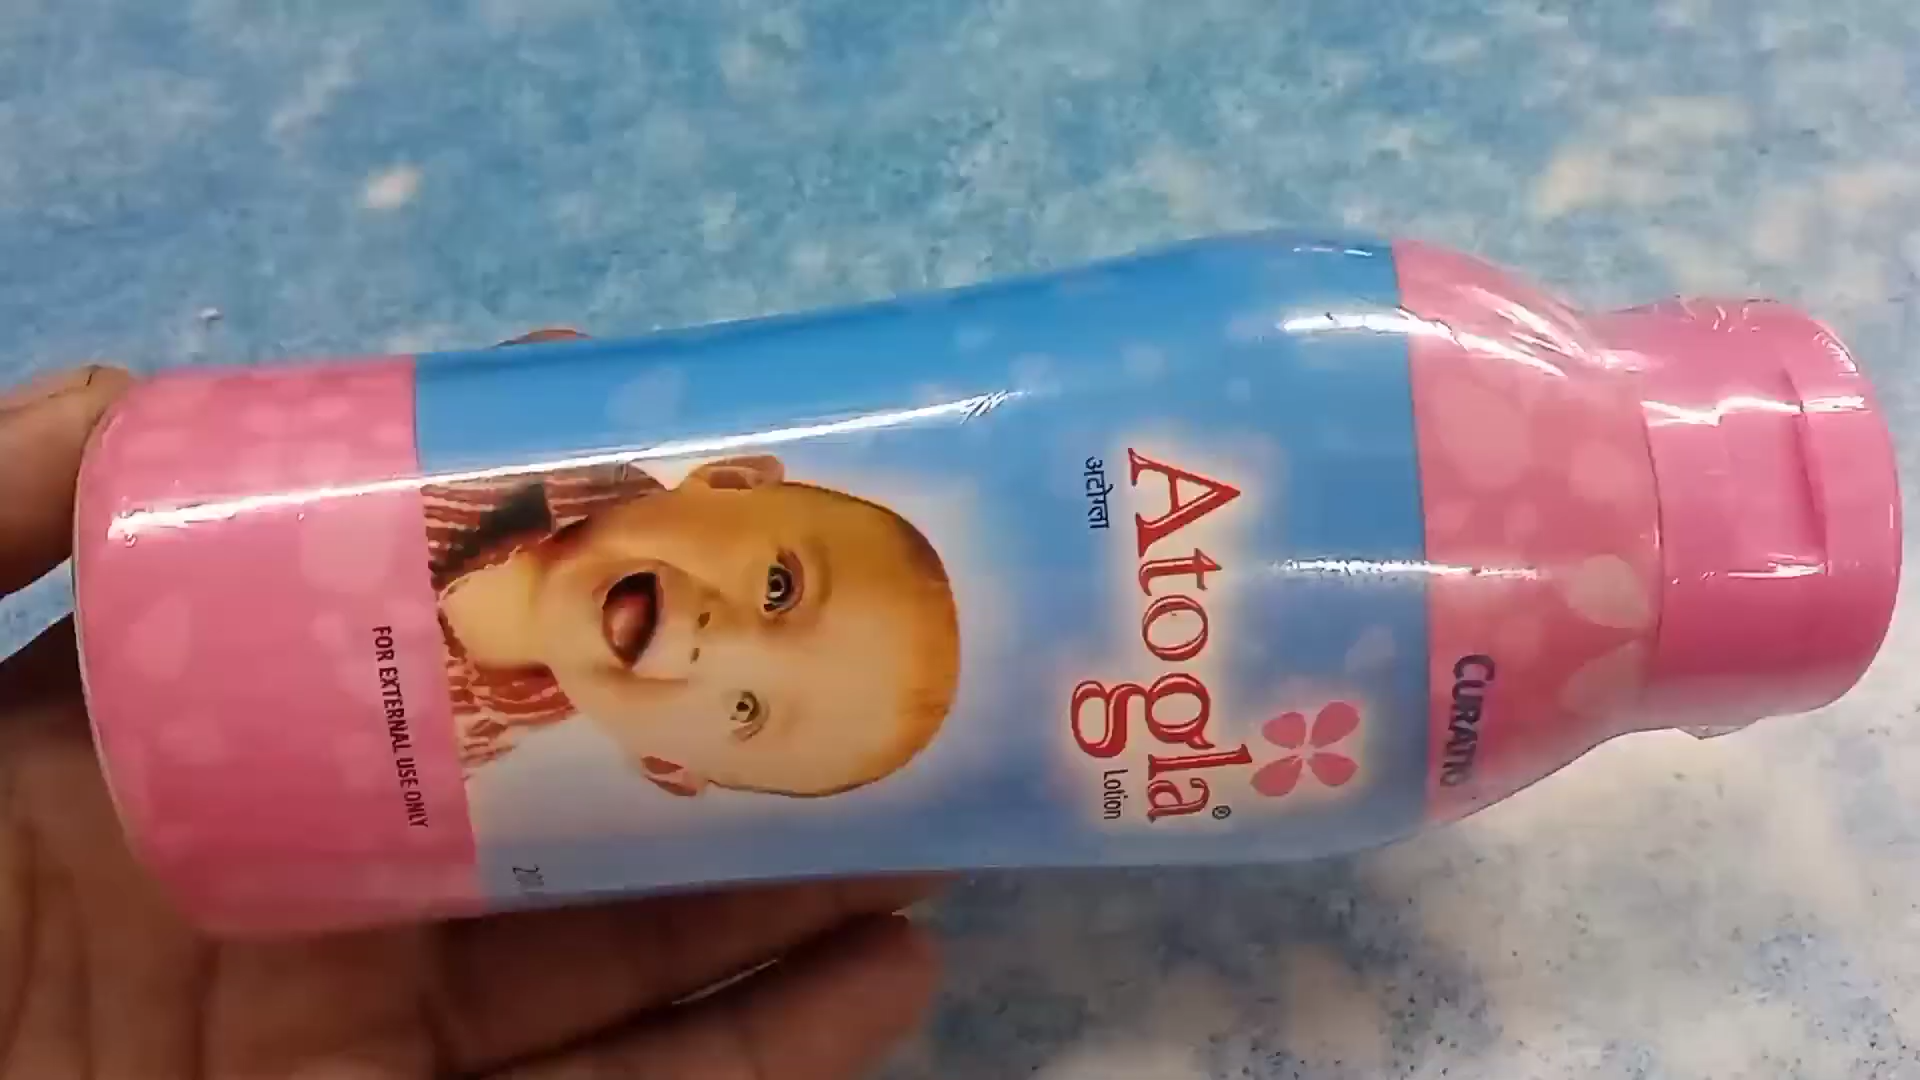 CURATIO
Atogla®
अटोग्ला Lotion
FOR EXTERNAL USE ONLY